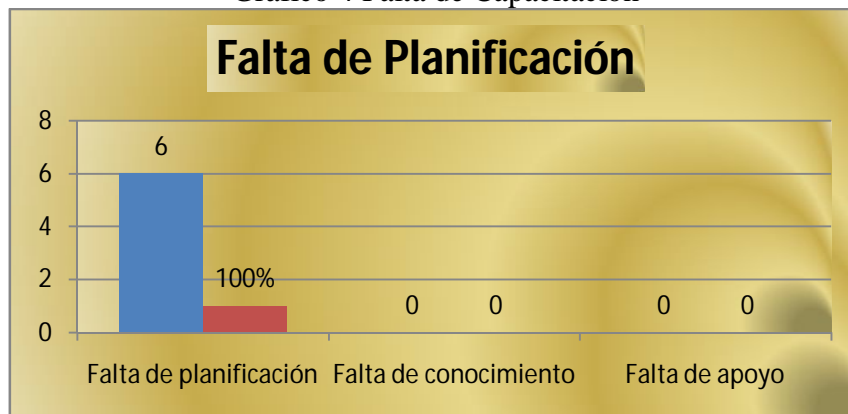 Gráfico 4 Falta de Capacitación
Falta de Planificación
8
6
4
2
0
6
100%
0
0
0
0
Falta de planificación
Falta de conocimiento
Falta de apoyo